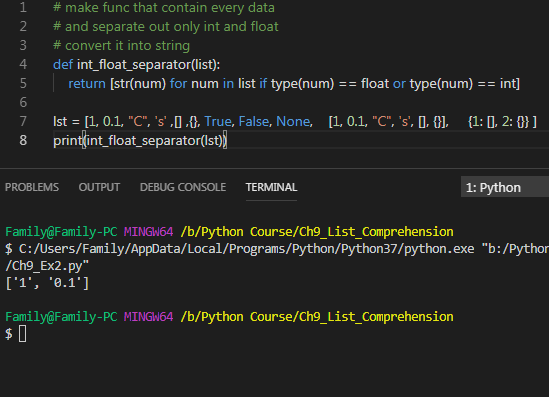 1 # make func that contain every data
2 # and separate out only int and float
3 # convert it into string
4 def int_float_separator(list):
5 return [str(num) for num in list if type(num) == float or type(num) == int]
6
7 lst = [1, 0.1, "C", 's' ,[] ,{}, True, False, None, [1, 0.1, "C", 's', [], {}], {1: [], 2: {}} ]
8 print(int_float_separator(lst))
PROBLEMS OUTPUT DEBUG CONSOLE TERMINAL 1: Python
Family@Family-PC MINGW64 /b/Python Course/Ch9_List_Comprehension
$ C:/Users/Family/AppData/Local/Programs/Python/Python37/python.exe "b:/Python
/Ch9_Ex2.py"
['1', '0.1']
Family@Family-PC MINGW64 /b/Python Course/Ch9_List_Comprehension
$